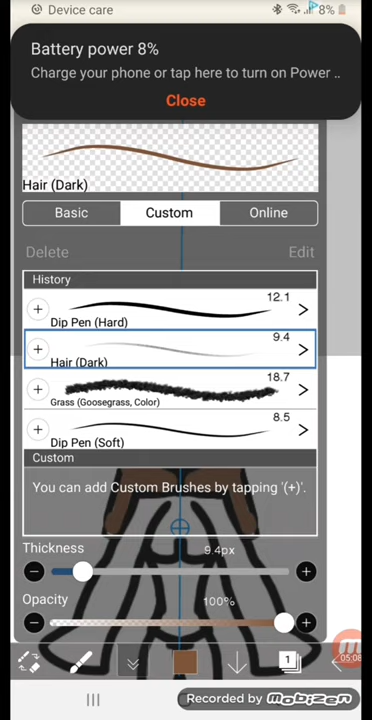 Device care
8%
Battery power 8%
Charge your phone or tap here to turn on Power ..
Close
Hair (Dark)
Basic
Custom
Online
Delete
Edit
History
12.1
Dip Pen (Hard)
9.4
Hair (Dark)
18.7
Grass (Goosegrass, Color)
8.5
Dip Pen (Soft)
Custom
You can add Custom Brushes by tapping '(+)'.
Thickness
9.4px
Opacity
100%
1
05:08
Recorded by Mobizen